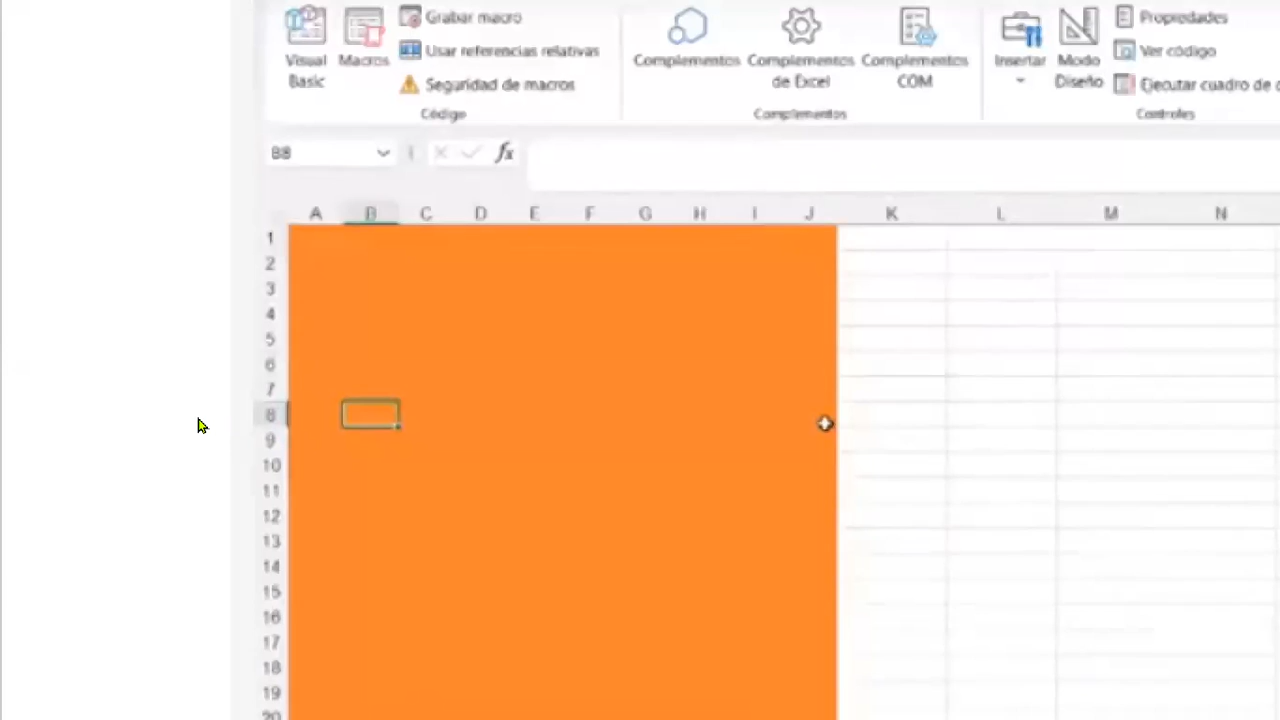 Visual Basic
Macros
Grabar macro
Usar referencias relativas
Seguridad de macros
Código
Complementos
Complementos de Excel
Complementos COM
Complementos
Insertar
Modo Diseño
Propiedades
Ver código
Ejecutar cuadro de
Controles
B8
fx
A B C D E F G H I J K L M N
1
2
3
4
5
6
7
8
9
10
11
12
13
14
15
16
17
18
19
20